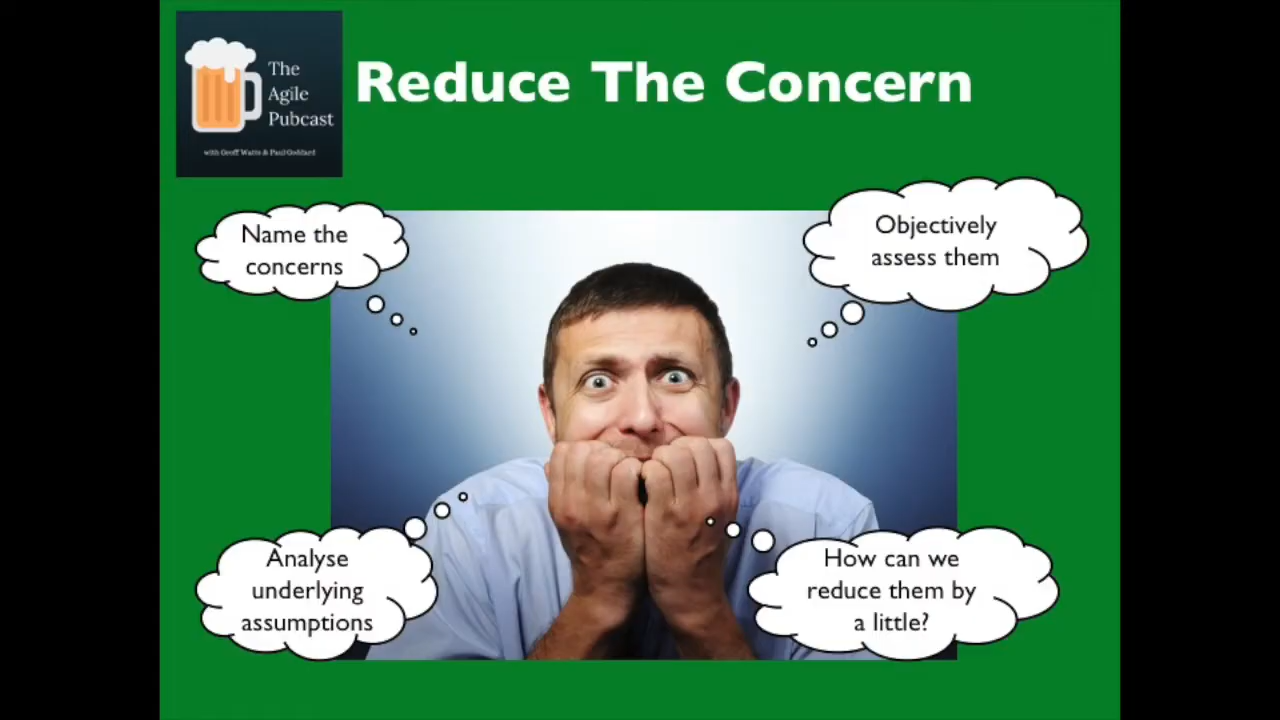 The
Agile
Pubcast
with Geoff Watts & Paul Goddard
Reduce The Concern
Name the
concerns
Objectively
assess them
Analyse
underlying
assumptions
How can we
reduce them by
a little?